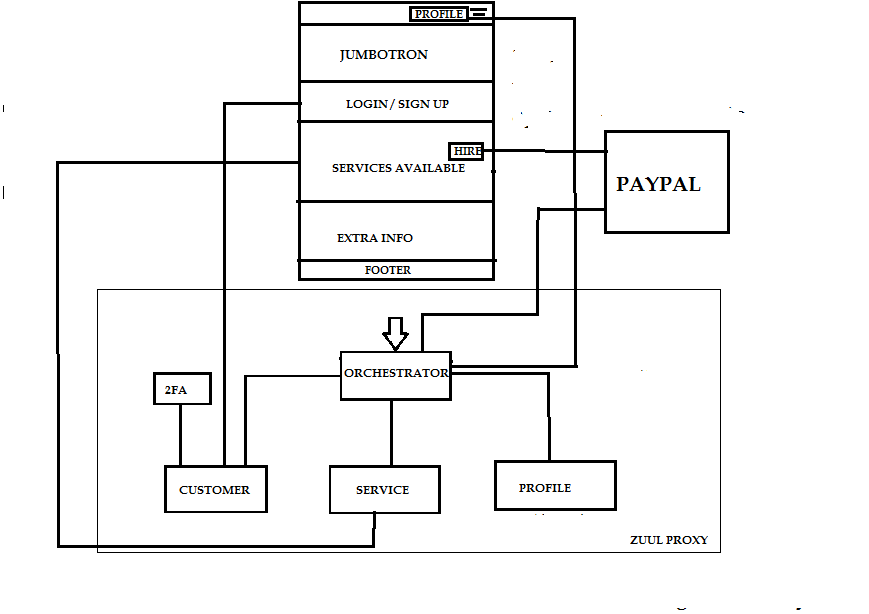 PROFILE
JUMBOTRON
LOGIN / SIGN UP
HIRE
SERVICES AVAILABLE
PAYPAL
EXTRA INFO
FOOTER
ORCHESTRATOR
2FA
CUSTOMER
SERVICE
PROFILE
ZUUL PROXY